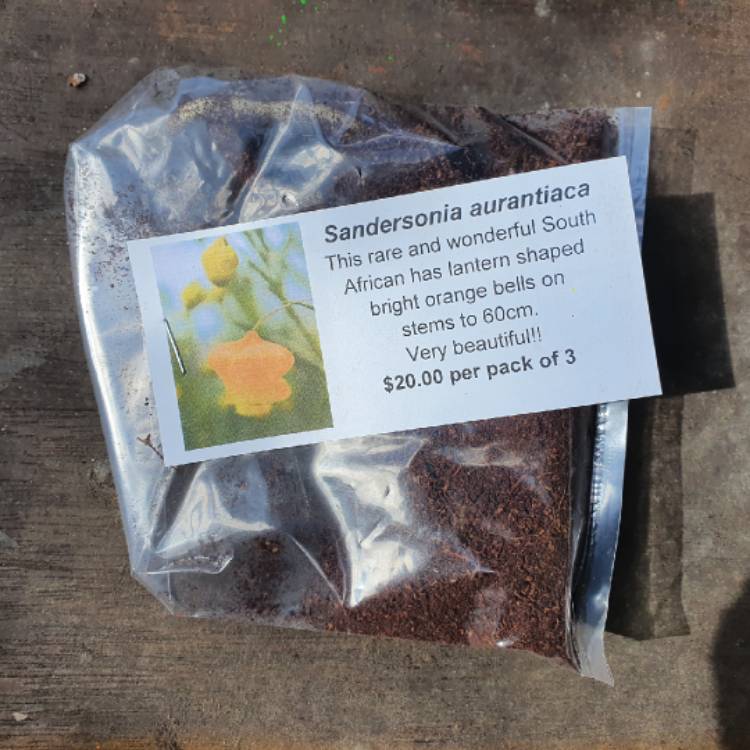 Sandersonia aurantiaca
This rare and wonderful South
African has lantern shaped
bright orange bells on
stems to 60cm.
Very beautiful!!
$20.00 per pack of 3